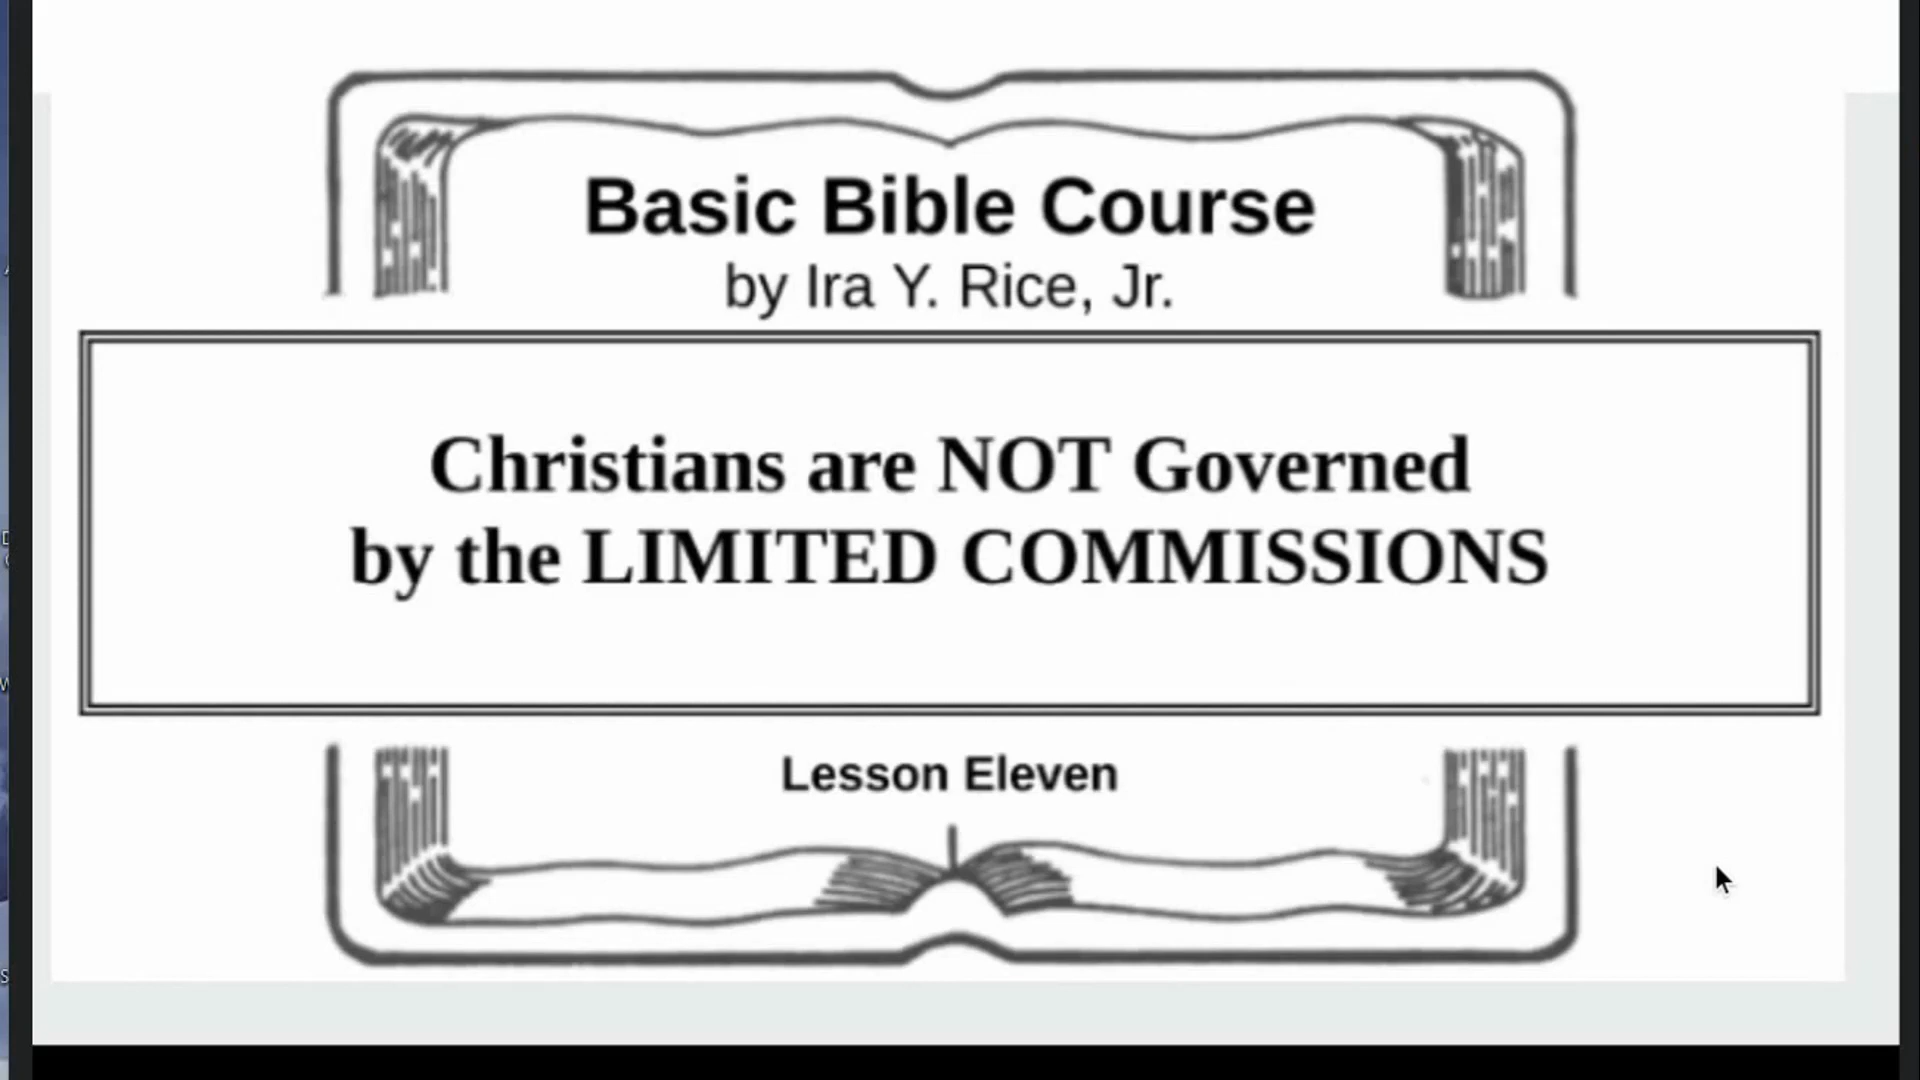 Basic Bible Course
by Ira Y. Rice, Jr.
Christians are NOT Governed
by the LIMITED COMMISSIONS
Lesson Eleven